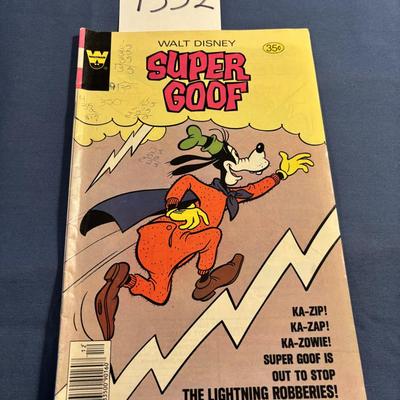 1332
WALT DISNEY
35¢
SUPER
GOOF
KA-ZIP!
KA-ZAP!
KA-ZOWIE!
SUPER GOOF IS
OUT TO STOP
THE LIGHTNING ROBBERIES!